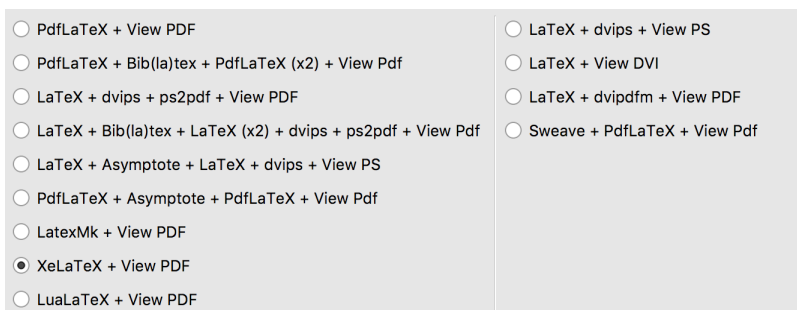 PdfLaTeX + View PDF
PdfLaTeX + Bib(la)tex + PdfLaTeX (x2) + View Pdf
LaTeX + dvips + ps2pdf + View PDF
LaTeX + Bib(la)tex + LaTeX (x2) + dvips + ps2pdf + View Pdf
LaTeX + Asymptote + LaTeX + dvips + View PS
PdfLaTeX + Asymptote + PdfLaTeX + View Pdf
LatexMk + View PDF
XeLaTeX + View PDF
LuaLaTeX + View PDF
LaTeX + dvips + View PS
LaTeX + View DVI
LaTeX + dvipdfm + View PDF
Sweave + PdfLaTeX + View Pdf